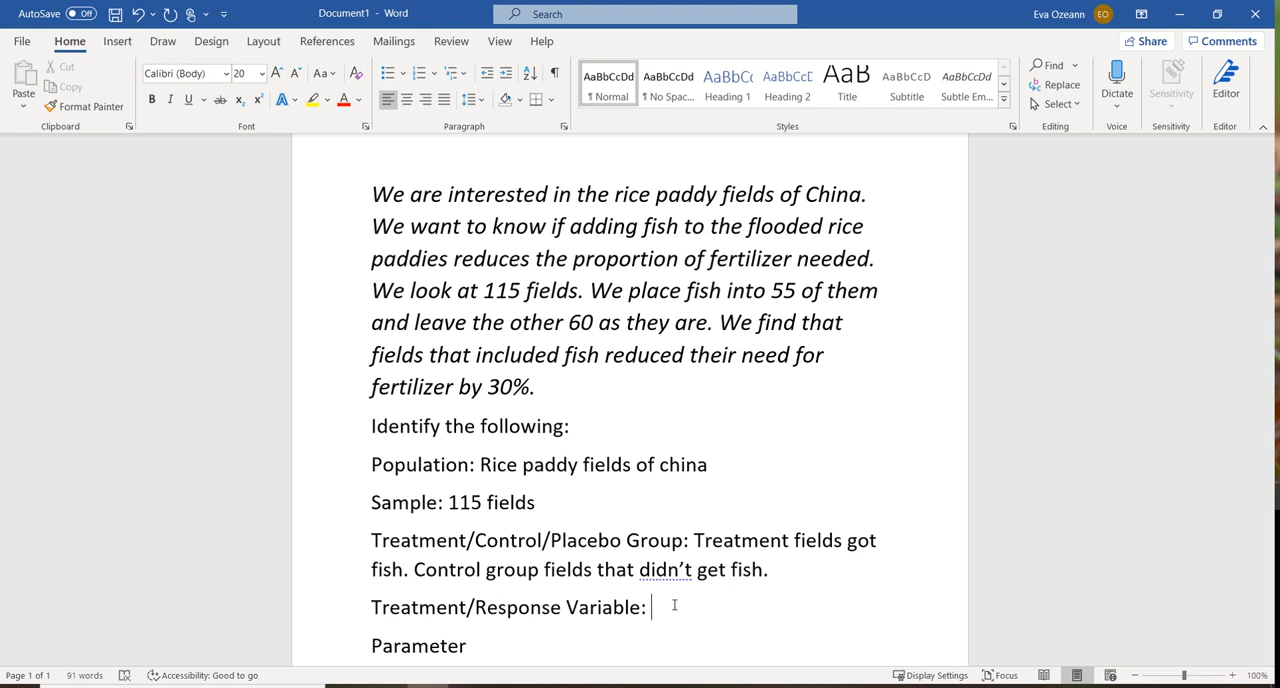 AutoSave Off Document1 - Word Search Eva Ozeann EO
File Home Insert Draw Design Layout References Mailings Review View Help Share Comments
Paste Cut Copy Format Painter
Calibri (Body) 20 A A Aa A
B I U ab x₂ x² A A
AaBbCcDd AaBbCcDd AaBbC( AaBbCcE AaB AaBbCcD AaBbCcDd
¶ Normal ¶ No Spac... Heading 1 Heading 2 Title Subtitle Subtle Em...
Find Replace Select
Dictate Sensitivity Editor
Clipboard Font Paragraph Styles Editing Voice Sensitivity Editor
We are interested in the rice paddy fields of China.
We want to know if adding fish to the flooded rice
paddies reduces the proportion of fertilizer needed.
We look at 115 fields. We place fish into 55 of them
and leave the other 60 as they are. We find that
fields that included fish reduced their need for
fertilizer by 30%.
Identify the following:
Population: Rice paddy fields of china
Sample: 115 fields
Treatment/Control/Placebo Group: Treatment fields got
fish. Control group fields that didn't get fish.
Treatment/Response Variable:
Parameter
Page 1 of 1 91 words Accessibility: Good to go Display Settings Focus 100%